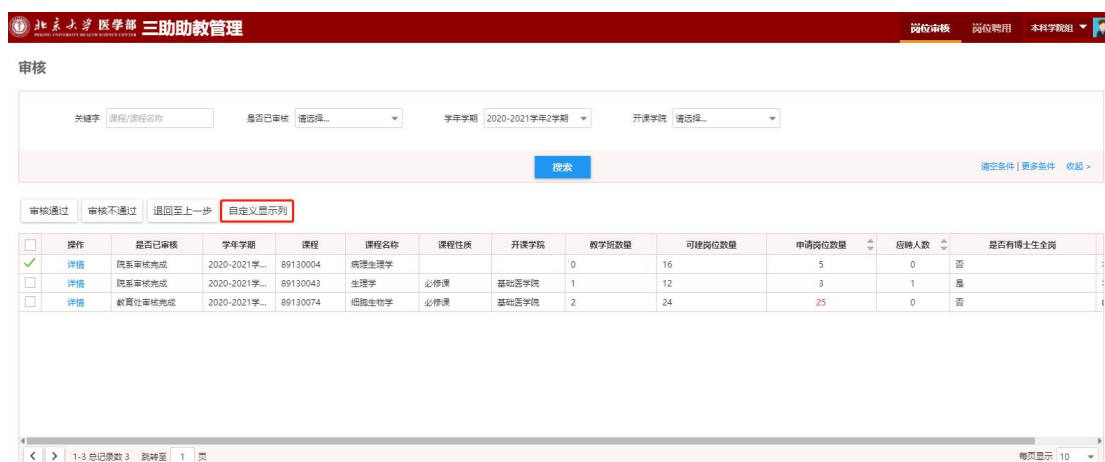 北京大学 医学部 三助助教管理 岗位审核 岗位聘用 本科学院组
PEKING UNIVERSITY HEALTH SCIENCE CENTER
审核
关键字 课程/课程名称 是否已审核 请选择... 学年学期 2020-2021学年2学期 开课学院 请选择...
搜索 清空条件 | 更多条件 收起 >
审核通过 审核不通过 退回至上一步 自定义显示列
操作 是否已审核 学年学期 课程 课程名称 课程性质 开课学院 教学班数量 可建岗位数量 申请岗位数量 应聘人数 是否有博士生全岗
详情 院系审核完成 2020-2021学... 89130004 病理生理学 0 16 5 0 否
详情 院系审核完成 2020-2021学... 89130043 生理学 必修课 基础医学院 1 12 3 1 是
详情 教育处审核完成 2020-2021学... 89130074 细胞生物学 必修课 基础医学院 2 24 25 0 否
< > 1-3 总记录数 3 跳转至 1 页 每页显示 10